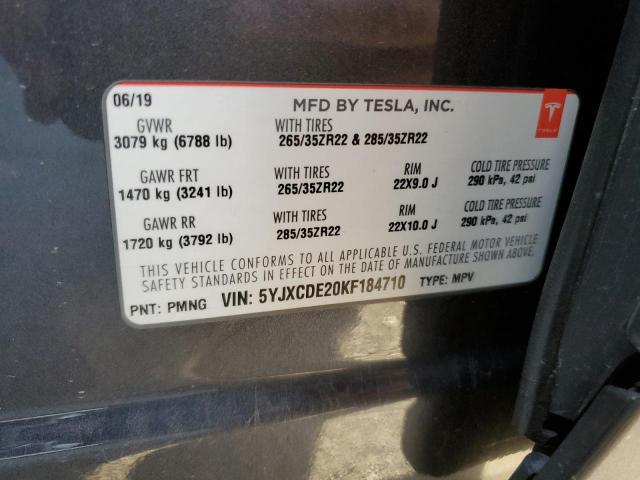 06/19 MFD BY TESLA, INC.
GVWR WITH TIRES
3079 kg (6788 lb) 265/35ZR22 & 285/35ZR22
TESLA
GAWR FRT WITH TIRES RIM COLD TIRE PRESSURE
1470 kg (3241 lb) 265/35ZR22 22X9.0 J 290 kPa, 42 psi
GAWR RR WITH TIRES RIM COLD TIRE PRESSURE
1720 kg (3792 lb) 285/35ZR22 22X10.0 J 290 kPa, 42 psi
THIS VEHICLE CONFORMS TO ALL APPLICABLE U.S. FEDERAL MOTOR VEHICLE
SAFETY STANDARDS IN EFFECT ON THE DATE OF MANUFACTURE SHOWN ABOVE.
PNT: PMNG VIN: 5YJXCDE20KF184710 TYPE: MPV